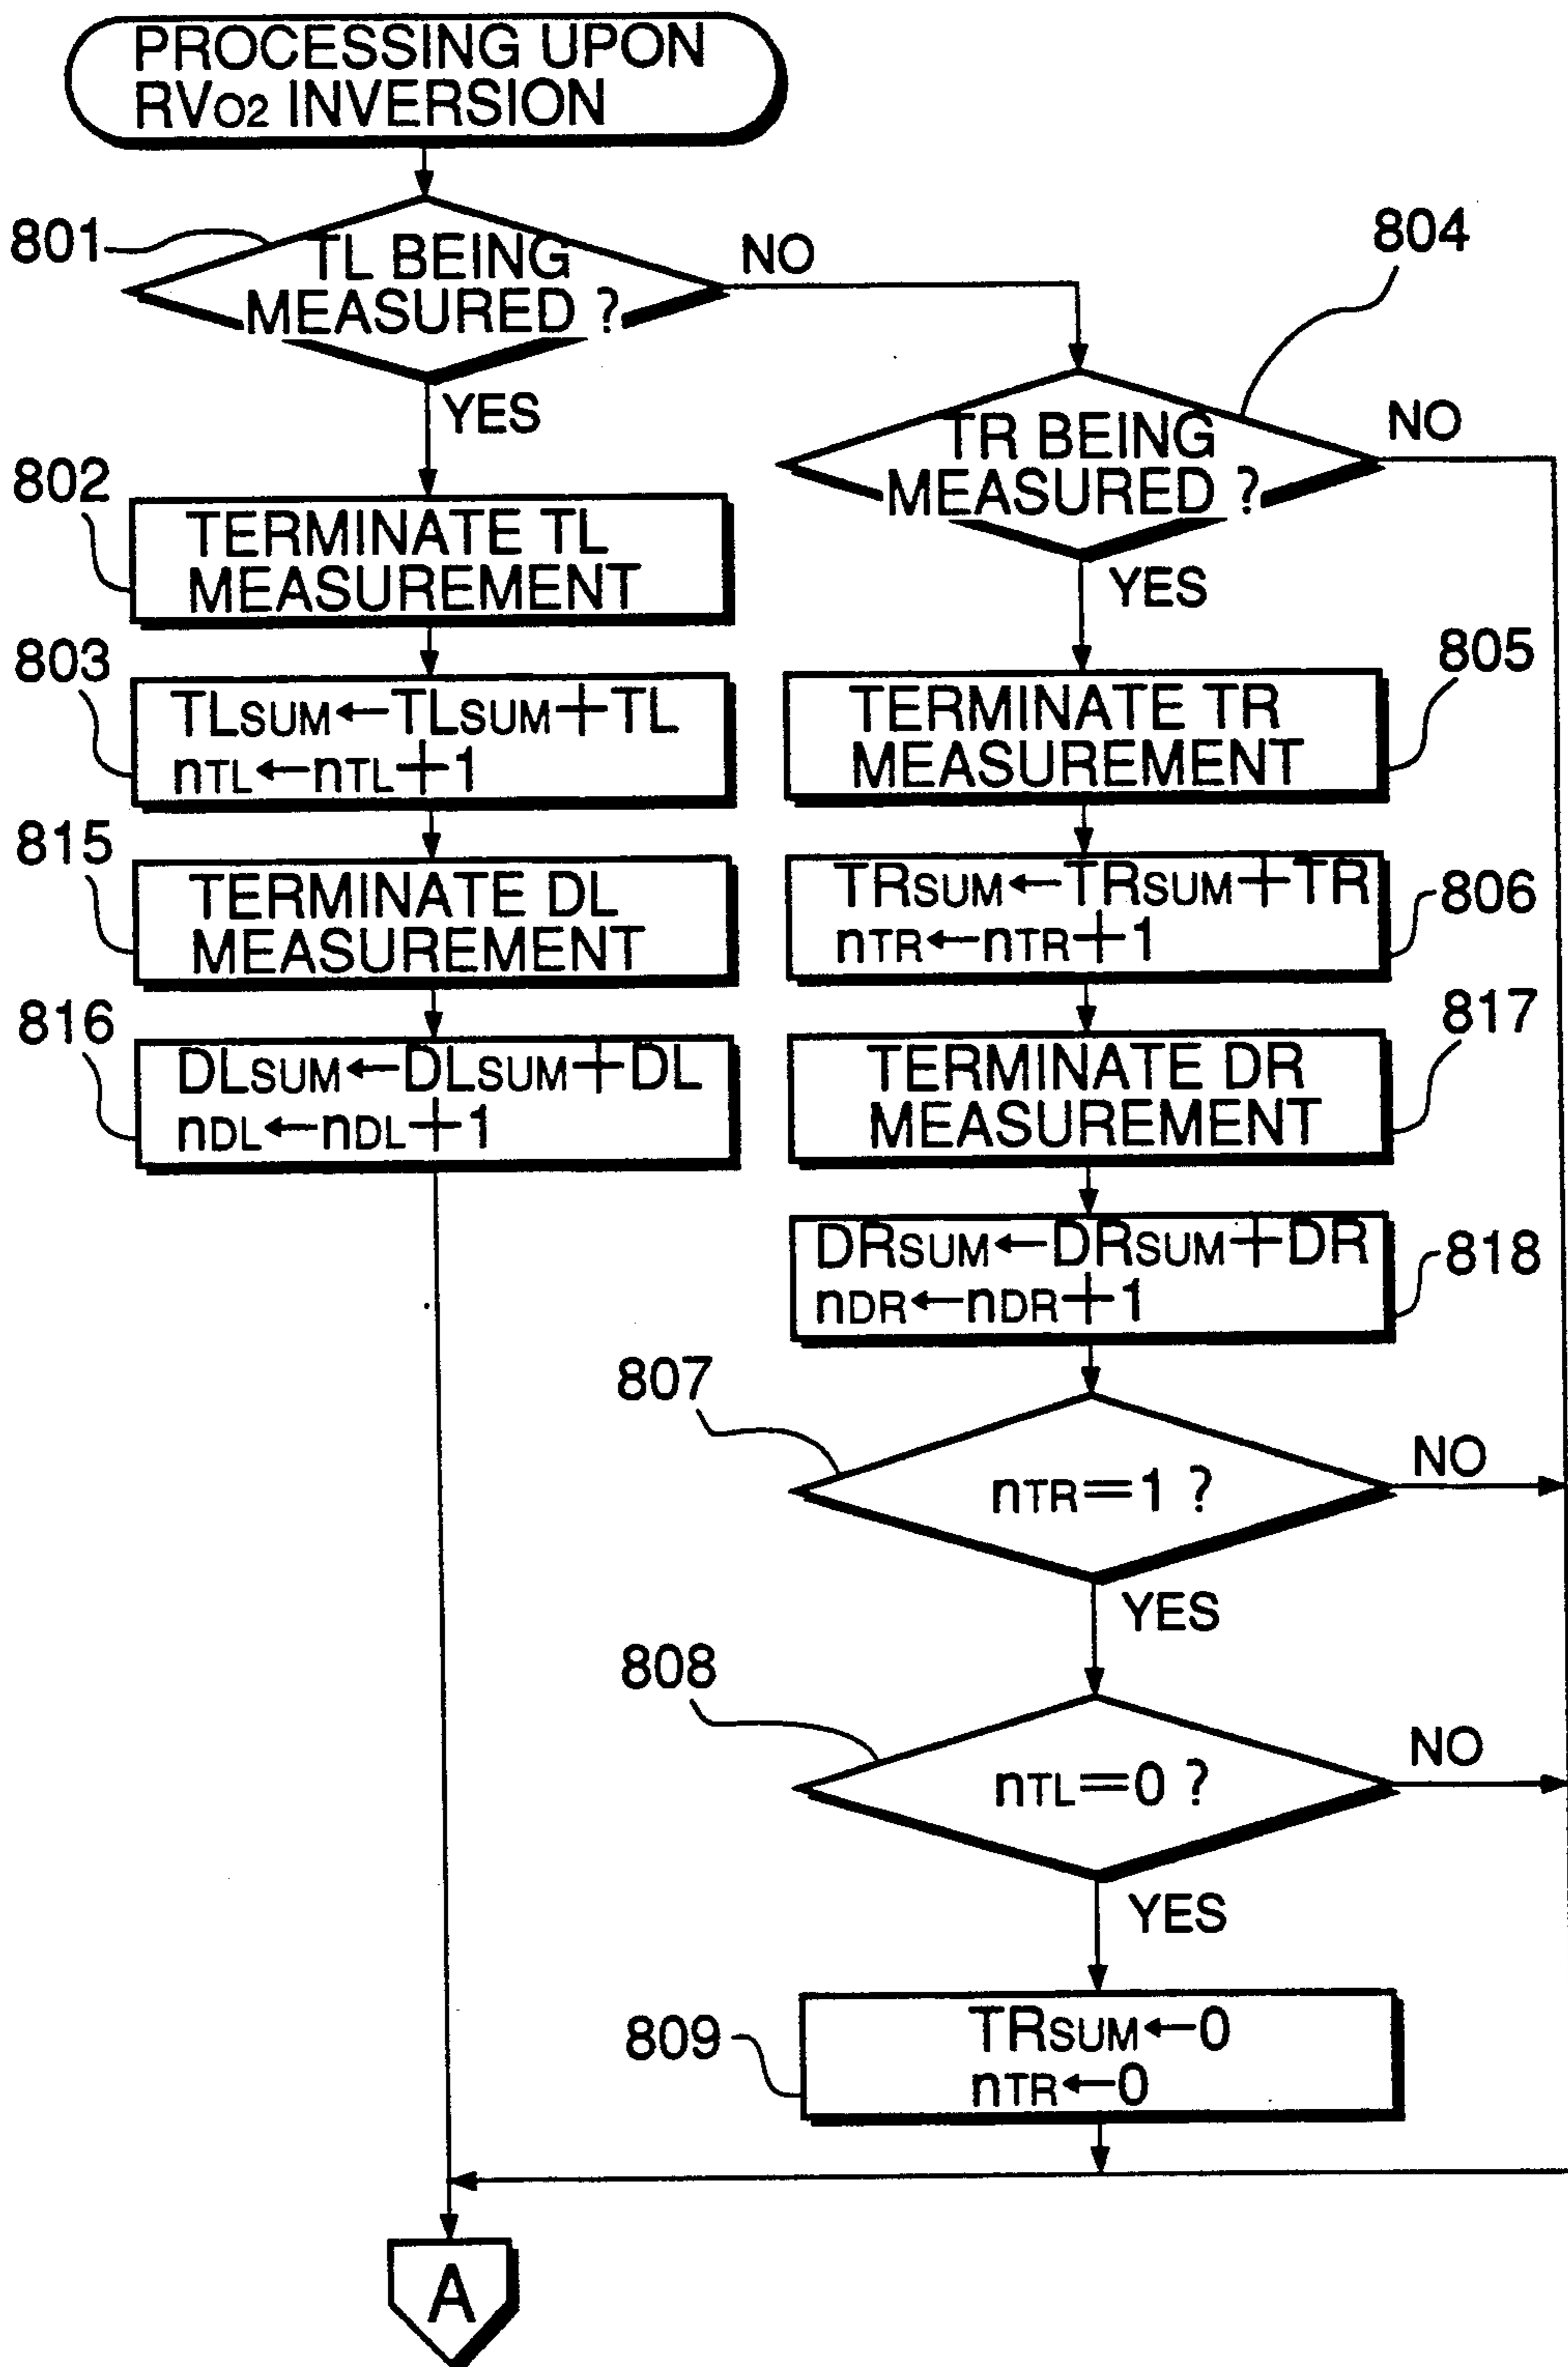 PROCESSING UPON
RVO2 INVERSION
801
TL BEING
MEASURED ?
NO
YES
802
TERMINATE TL
MEASUREMENT
803
TLSUM←TLSUM+TL
nTL←nTL+1
815
TERMINATE DL
MEASUREMENT
816
DLSUM←DLSUM+DL
nDL←nDL+1
804
TR BEING
MEASURED ?
NO
YES
805
TERMINATE TR
MEASUREMENT
806
TRSUM←TRSUM+TR
nTR←nTR+1
817
TERMINATE DR
MEASUREMENT
818
DRSUM←DRSUM+DR
nDR←nDR+1
807
nTR=1 ?
NO
YES
808
nTL=0 ?
NO
YES
809
TRSUM←0
nTR←0
A